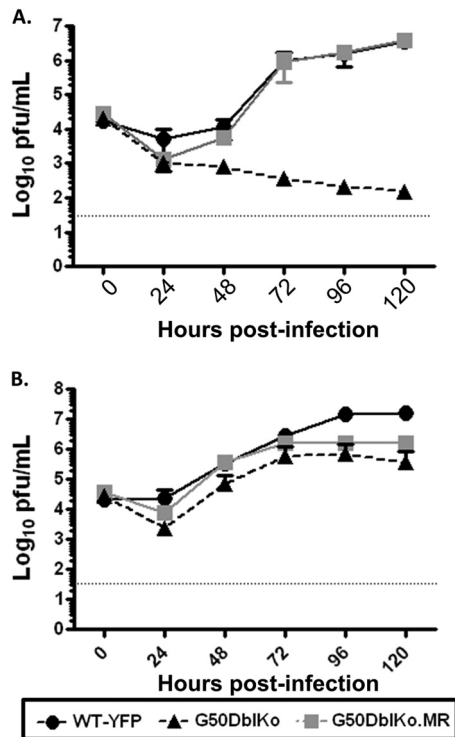 A.
Log₁₀ pfu/mL
7
6
5
4
3
2
1
0
0 24 48 72 96 120
Hours post-infection
B.
Log₁₀ pfu/mL
8
7
6
5
4
3
2
1
0
0 24 48 72 96 120
Hours post-infection
WT-YFP G50DblKo G50DblKo.MR